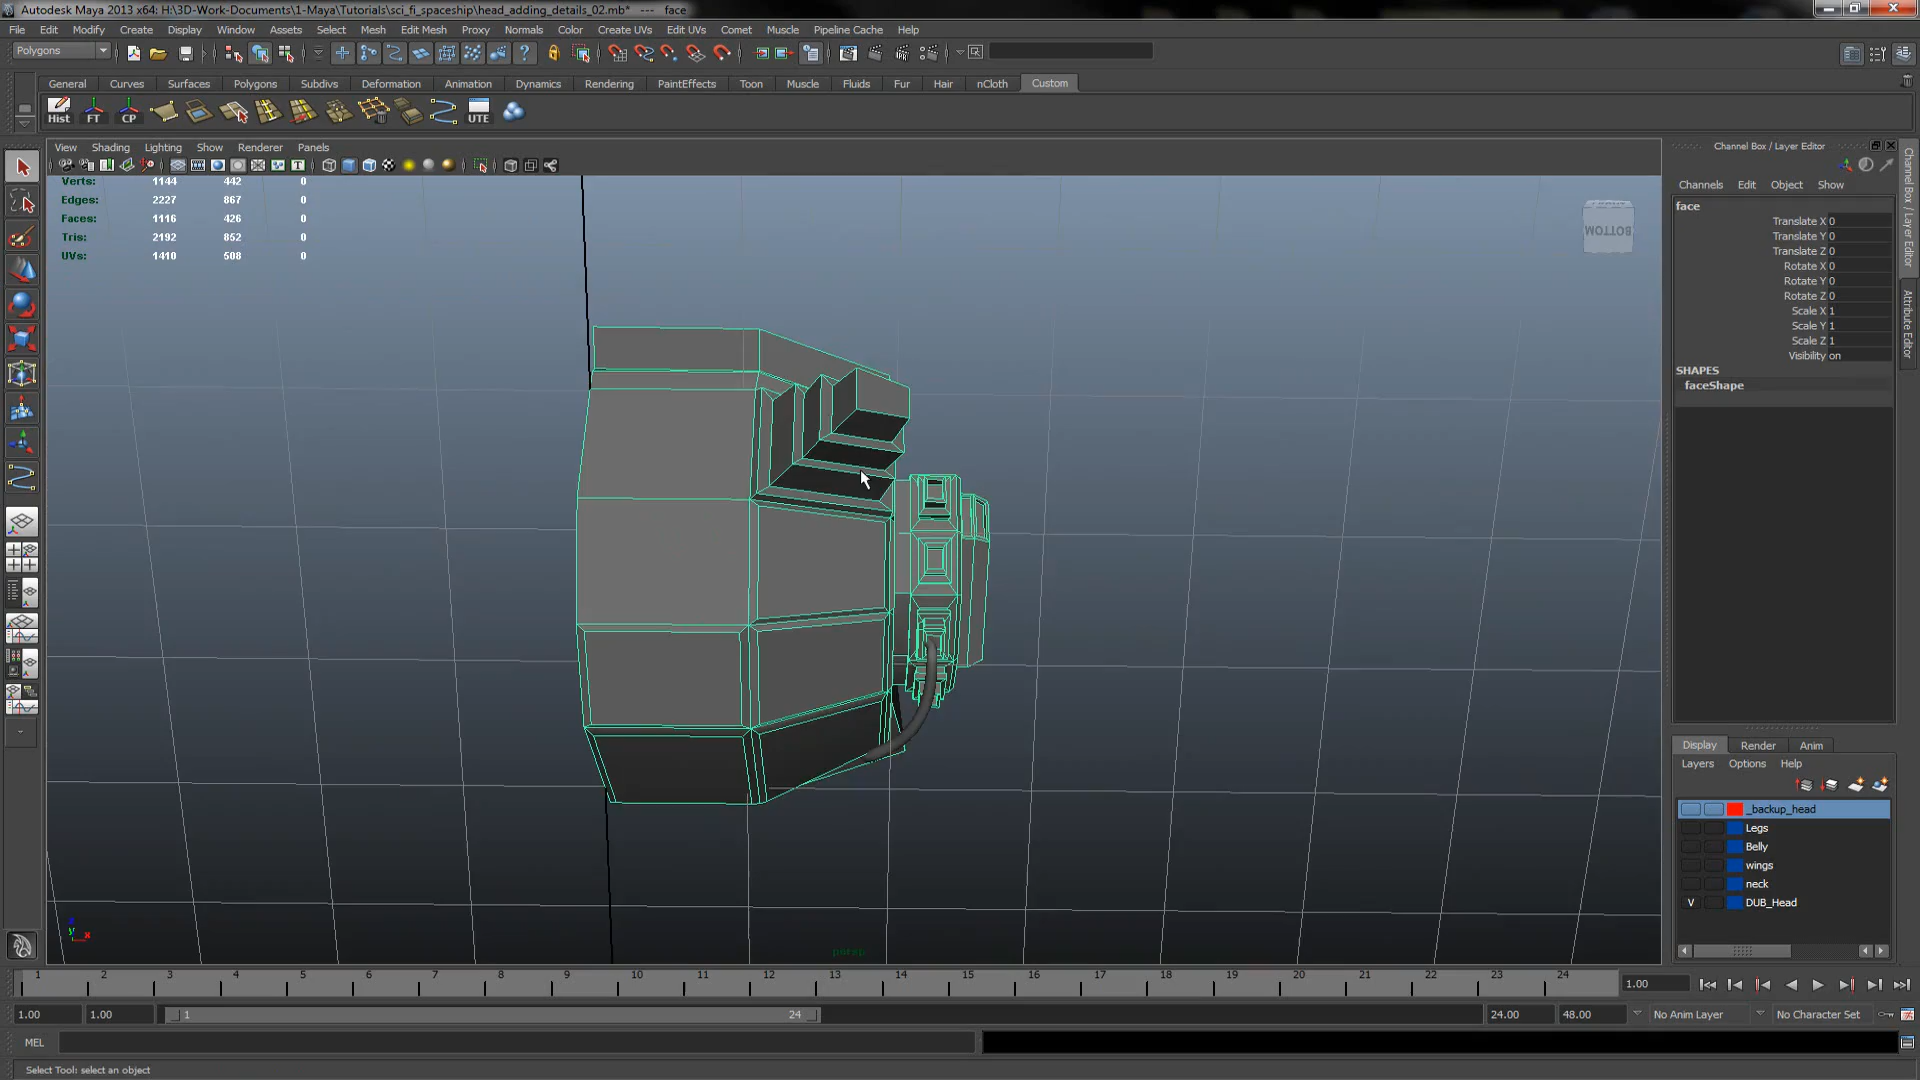 Autodesk Maya 2013 x64: H:\3D-Work-Documents\1-Maya\Tutorials\sci_fi_spaceship\head_adding_details_02.mb*   ---   face
File Edit Modify Create Display Window Assets Select Mesh Edit Mesh Proxy Normals Color Create UVs Edit UVs Comet Muscle Pipeline Cache Help
Polygons
General Curves Surfaces Polygons Subdivs Deformation Animation Dynamics Rendering PaintEffects Toon Muscle Fluids Fur Hair nCloth Custom
Hist FT CP UTE
View Shading Lighting Show Renderer Panels
Verts: 1144 442 0
Edges: 2227 867 0
Faces: 1116 426 0
Tris: 2192 852 0
UVs: 1410 508 0
BOTTOM
persp
y x
Channel Box / Layer Editor
Channels Edit Object Show
face
Translate X 0
Translate Y 0
Translate Z 0
Rotate X 0
Rotate Y 0
Rotate Z 0
Scale X 1
Scale Y 1
Scale Z 1
Visibility on
SHAPES
faceShape
Channel Box / Layer Editor
Attribute Editor
Display Render Anim
Layers Options Help
_backup_head
Legs
Belly
wings
neck
V DUB_Head
1 2 3 4 5 6 7 8 9 10 11 12 13 14 15 16 17 18 19 20 21 22 23 24 1.00
1.00 1.00 1 24 24.00 48.00 No Anim Layer No Character Set
MEL
Select Tool: select an object